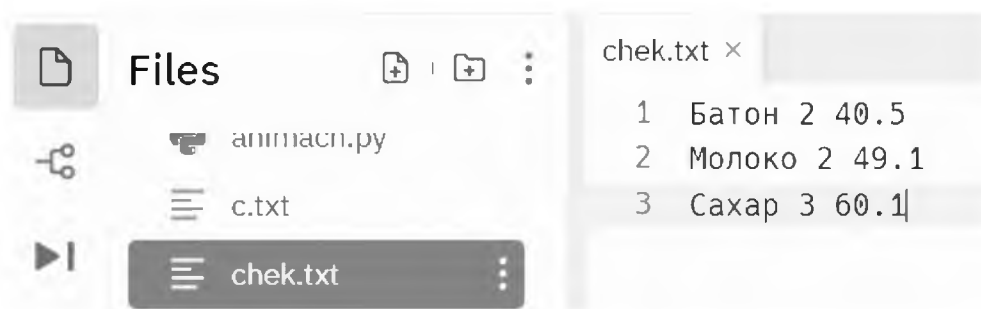 Files
animacn.py
c.txt
chek.txt
chek.txt ×
1 Батон 2 40.5
2 Молоко 2 49.1
3 Сахар 3 60.1